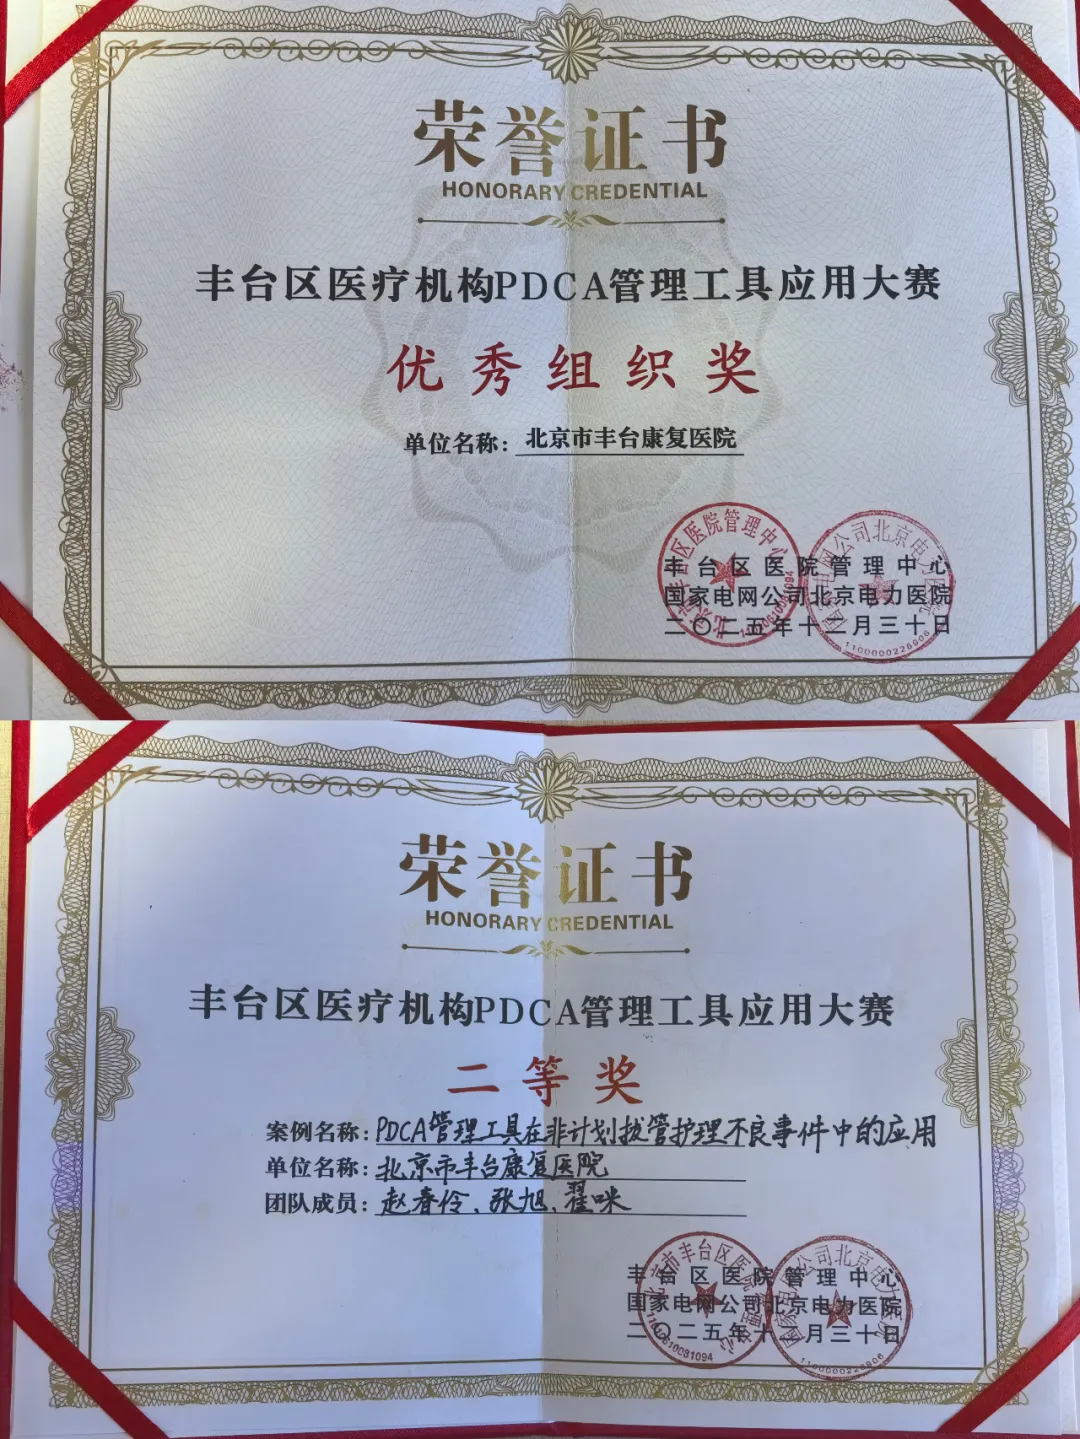 荣誉证书
HONORARY CREDENTIAL
丰台区医疗机构PDCA管理工具应用大赛
优秀组织奖
单位名称：北京市丰台康复医院
丰台区医院管理中心
国家电网公司北京电力医院
二〇二五年十二月三十日
1100000226906
荣誉证书
HONORARY CREDENTIAL
丰台区医疗机构PDCA管理工具应用大赛
二等奖
案例名称：PDCA管理工具在非计划拔管护理不良事件中的应用
单位名称：北京市丰台康复医院
团队成员：赵春伶、张旭、翟咪
丰台区医院管理中心
国家电网公司北京电力医院
二〇二五年十二月三十日